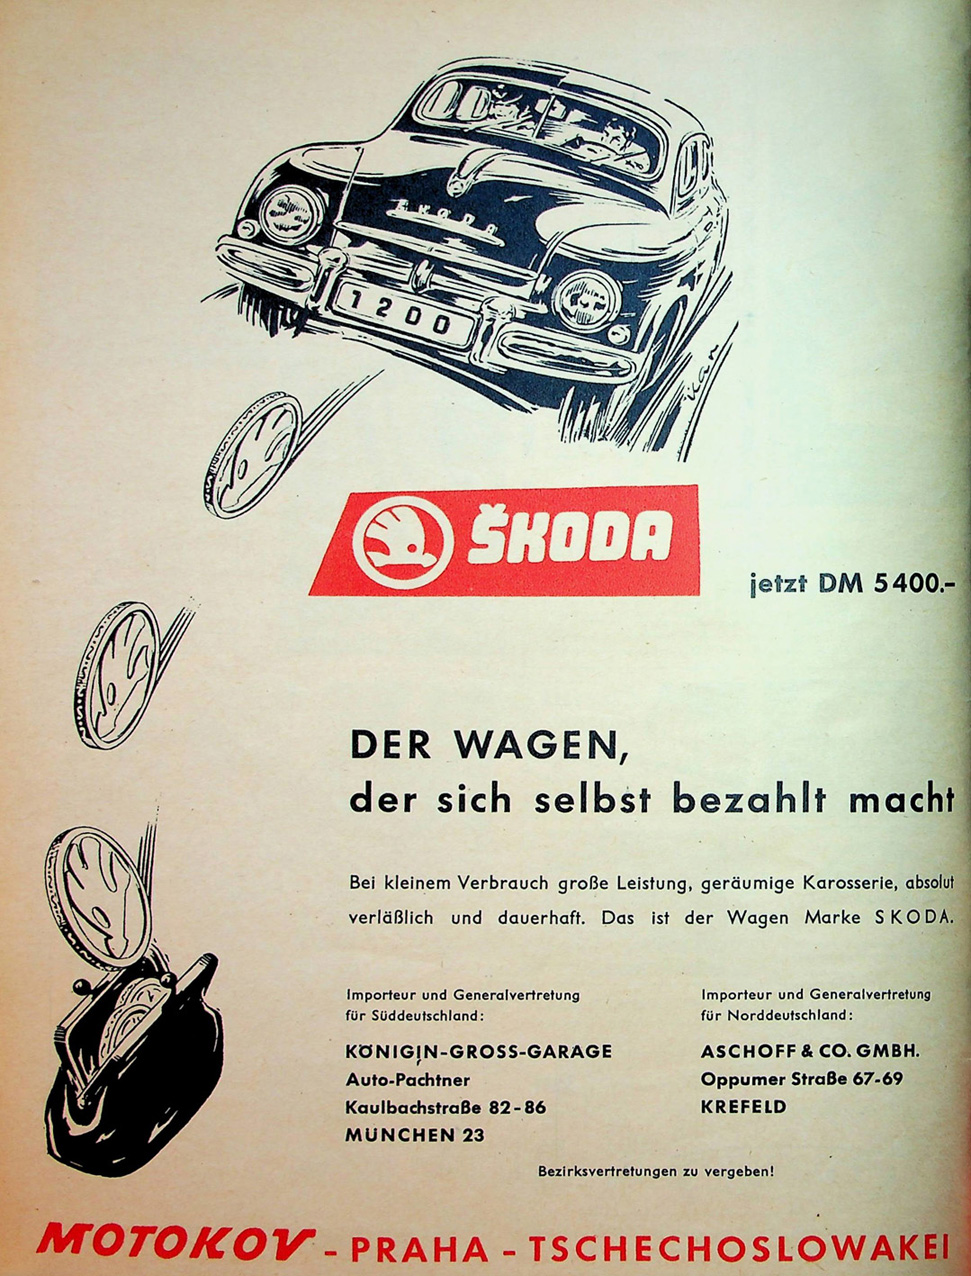 SKODA
1200
ikan
ŠKODA
jetzt DM 5400.-
DER WAGEN,
der sich selbst bezahlt macht
Bei kleinem Verbrauch große Leistung, geräumige Karosserie, absolut
verläßlich und dauerhaft. Das ist der Wagen Marke SKODA.
Importeur und Generalvertretung
für Süddeutschland:
KÖNIGIN-GROSS-GARAGE
Auto-Pachtner
Kaulbachstraße 82-86
MUNCHEN 23
Importeur und Generalvertretung
für Norddeutschland:
ASCHOFF & CO. GMBH.
Oppumer Straße 67-69
KREFELD
Bezirksvertretungen zu vergeben!
MOTOKOV - PRAHA - TSCHECHOSLOWAKEI